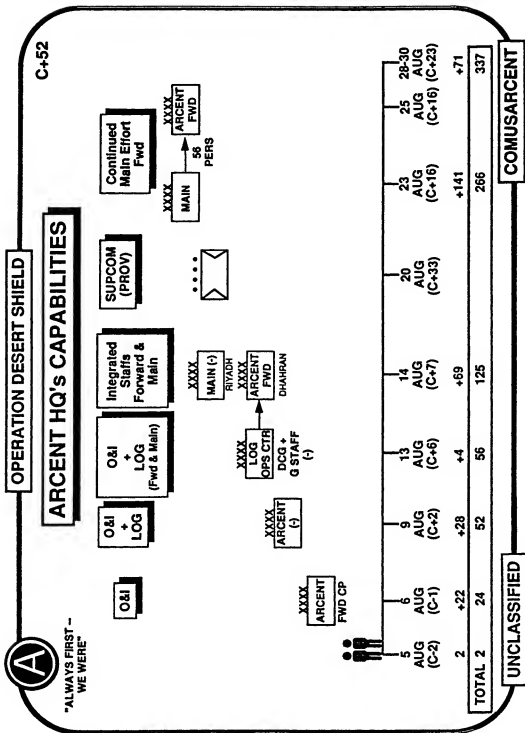 OPERATION DESERT SHIELD
C+52
A
"ALWAYS FIRST –
WE WERE"
ARCENT HQ's CAPABILITIES
O&I
O&I
+
LOG
O&I
+
LOG
(Fwd & Main)
Integrated
Staffs
Forward &
Main
SUPCOM
(PROV)
Continued
Main Effort
Fwd
XXXX
ARCENT
FWD CP
XXXX
ARCENT
(-)
XXXX
LOG
OPS CTR
DCG +
G STAFF
(-)
XXXX
MAIN (-)
RIYADH
XXXX
ARCENT
FWD
DHAHRAN
XXXX
MAIN
56
PERS
XXXX
ARCENT
FWD
5 6 9 13 14 20 23 25 28-30
AUG AUG AUG AUG AUG AUG AUG AUG AUG
(C-2) (C-1) (C+2) (C+6) (C+7) (C+33) (C+16) (C+16) (C+23)
2 +22 +28 +4 +69 +141 +71
TOTAL 2 24 52 56 125 266 337
UNCLASSIFIED
COMUSARCENT